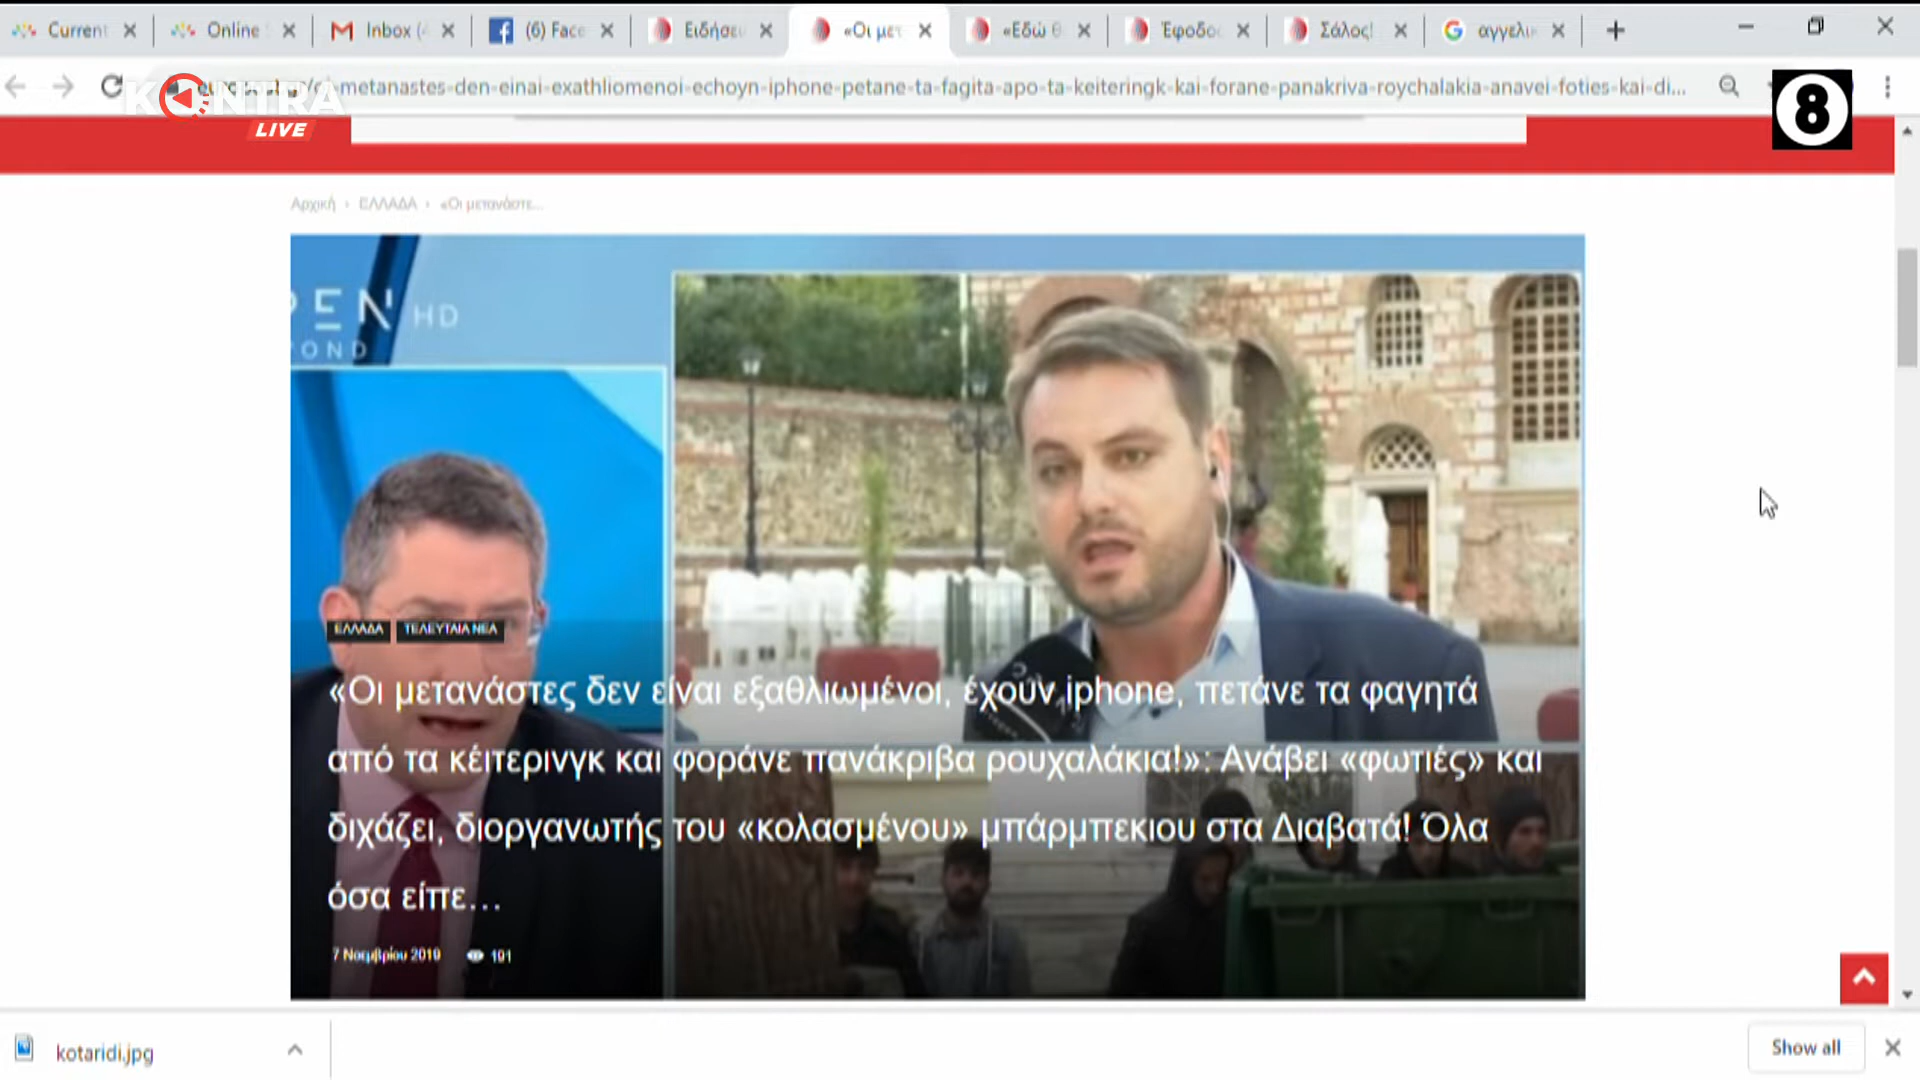 Current
Online
Inbox (
(6) Face
Ειδήσει
«Οι μετ
«Εδώ θ
Έφοδος
Σάλος!
αγγελι
metanastes-den-einai-exathliomenoi-echoyn-iphone-petane-ta-fagita-apo-ta-keiteringk-kai-forane-panakriva-roychalakia-anavei-foties-kai-di...
KONTRA
LIVE
8
Αρχική › ΕΛΛΑΔΑ › «Οι μετανάστε...
PEN HD
YOND
ΕΛΛΑΔΑ ΤΕΛΕΥΤΑΙΑ ΝΕΑ
«Οι μετανάστες δεν είναι εξαθλιωμένοι, έχουν iphone, πετάνε τα φαγητά
από τα κέιτερινγκ και φοράνε πανάκριβα ρουχαλάκια!»: Ανάβει «φωτιές» και
διχάζει, διοργανωτής του «κολασμένου» μπάρμπεκιου στα Διαβατά! Όλα
όσα είπε...
7 Νοεμβρίου 2019 191
kotaridi.jpg
Show all